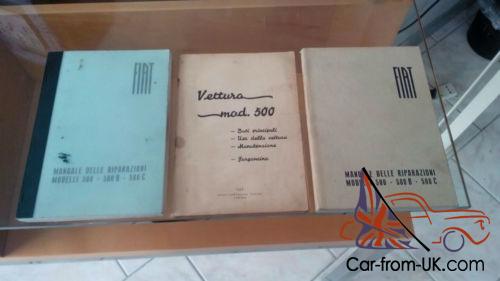 FIAT
MANUALE DELLE RIPARAZIONI
MODELLI 500 - 500 B - 500 C
Vettura
mod. 500
- Dati principali
- Uso della vettura
- Manutenzione
- Furgoncino
FIAT
MANUALE DELLE RIPARAZIONI
MODELLI 500 - 500 B - 500 C
Car-from-UK.com